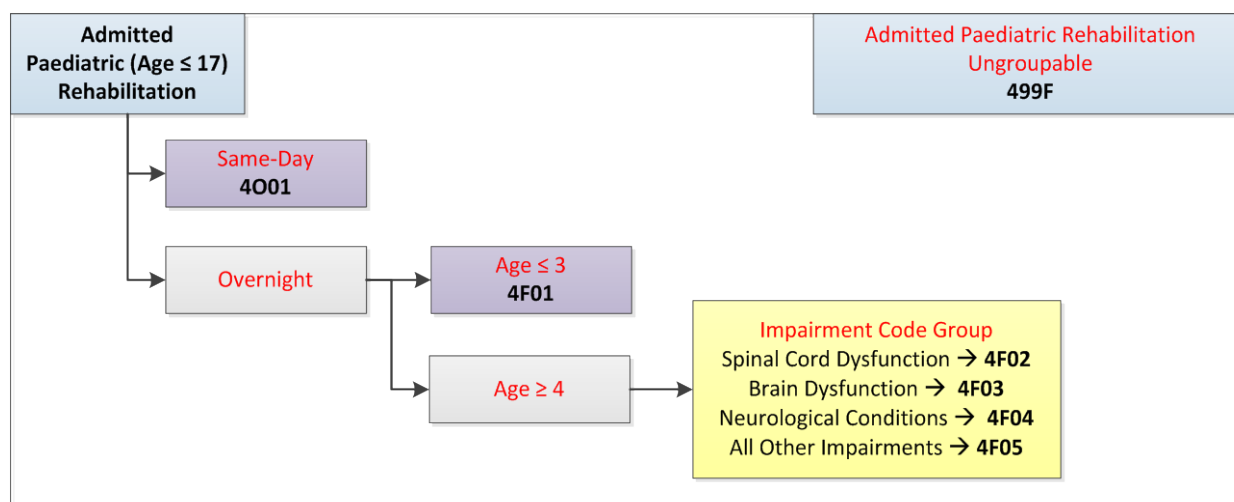 Admitted
Paediatric (Age ≤ 17)
Rehabilitation
Admitted Paediatric Rehabilitation
Ungroupable
499F
Same-Day
4O01
Overnight
Age ≤ 3
4F01
Age ≥ 4
Impairment Code Group
Spinal Cord Dysfunction → 4F02
Brain Dysfunction → 4F03
Neurological Conditions → 4F04
All Other Impairments → 4F05